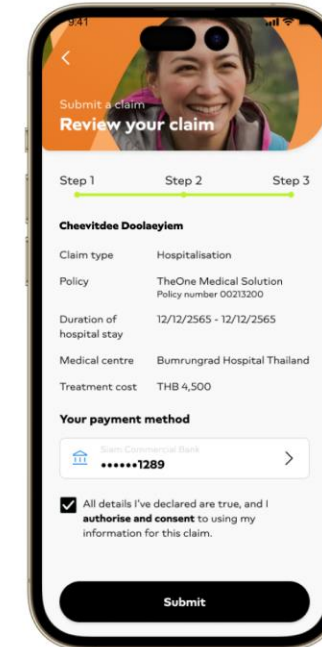 9:41
Submit a claim
Review your claim
Step 1 Step 2 Step 3
Cheevitdee Doolaeyiem
Claim type Hospitalisation
Policy TheOne Medical Solution
Policy number 00213200
Duration of hospital stay 12/12/2565 - 12/12/2565
Medical centre Bumrungrad Hospital Thailand
Treatment cost THB 4,500
Your payment method
Siam Commercial Bank
••••••1289
All details I've declared are true, and I
authorise and consent to using my
information for this claim.
Submit